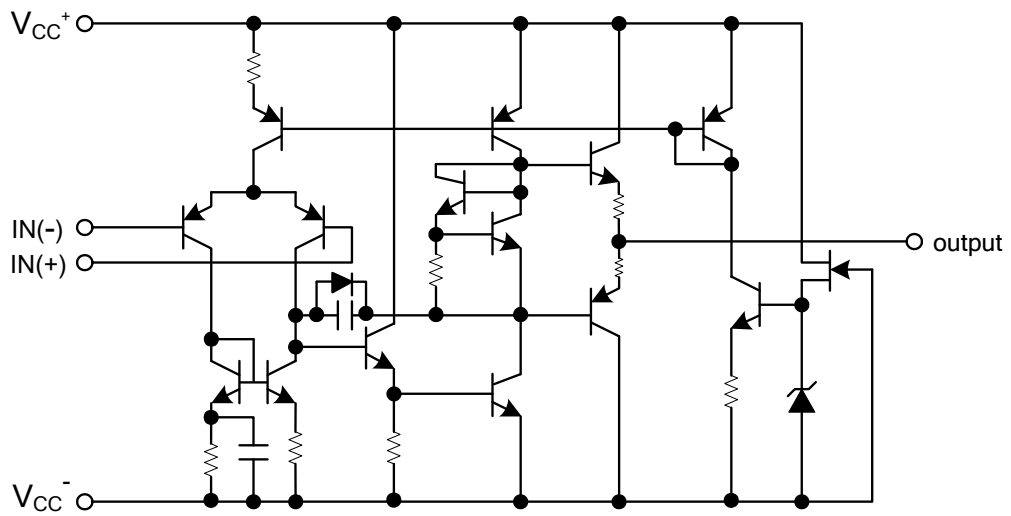 VCC+
IN(-)
IN(+)
output
VCC-